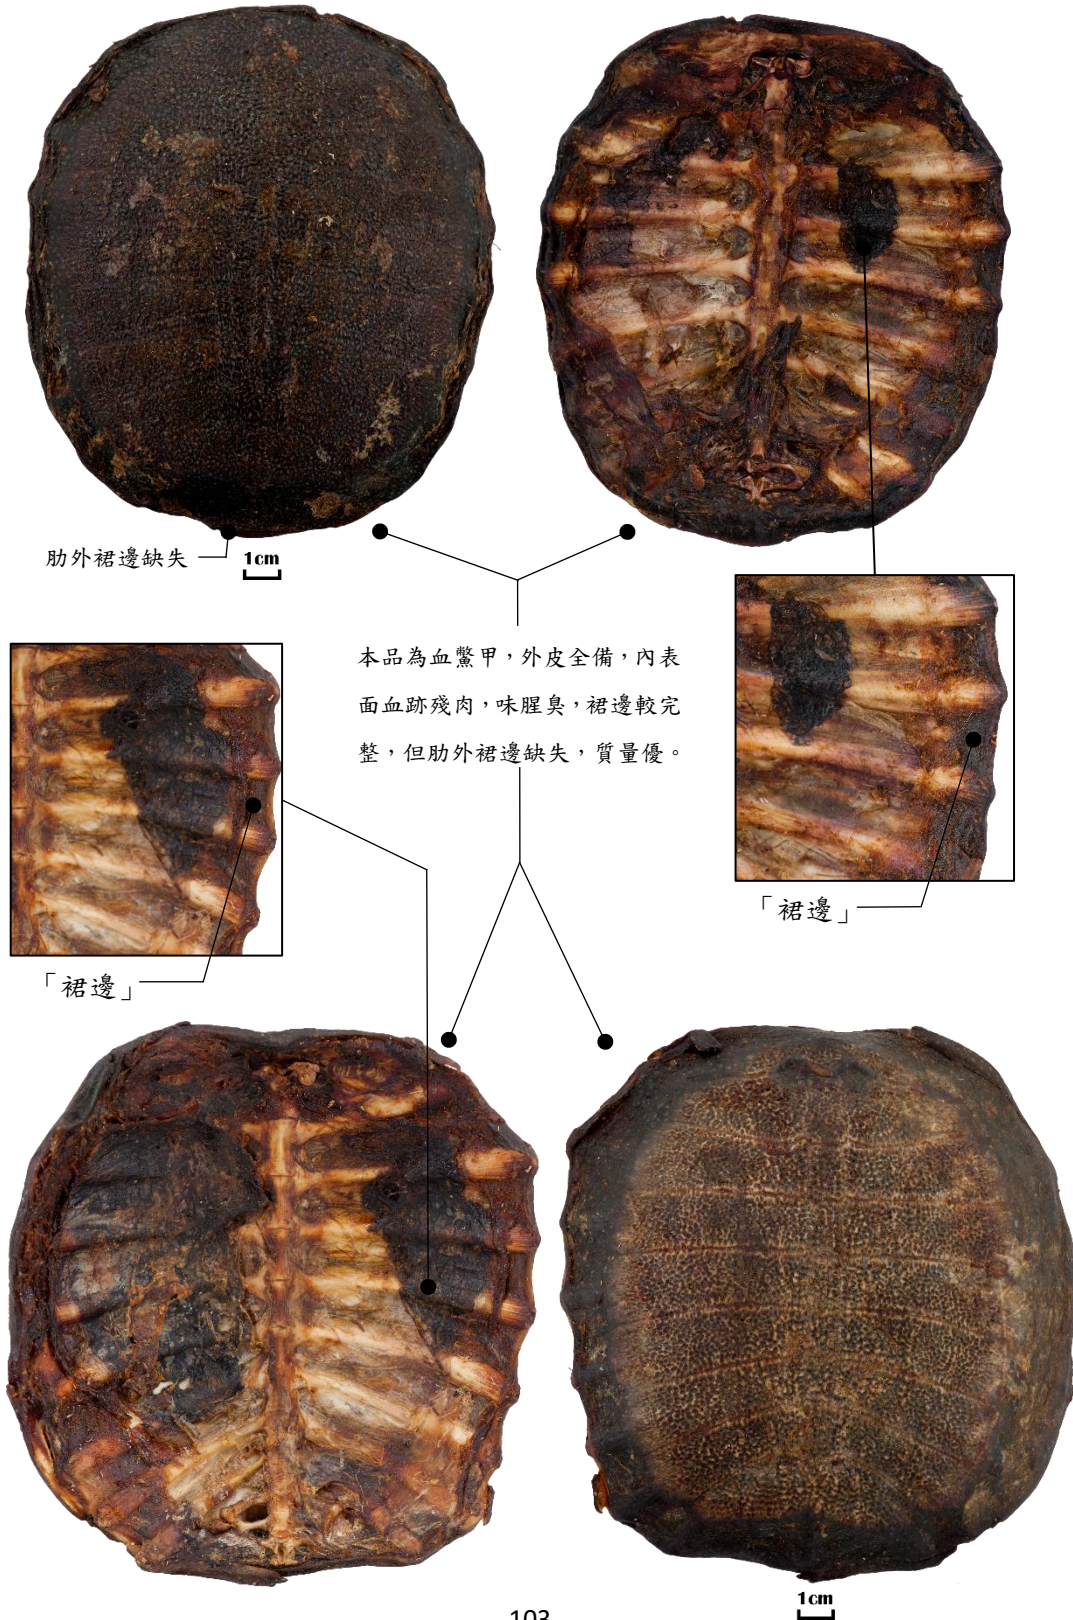 肋外裙邊缺失
1cm
本品為血鱉甲，外皮全備，內表
面血跡殘肉，味腥臭，裙邊較完
整，但肋外裙邊缺失，質量優。
「裙邊」
「裙邊」
1cm
103